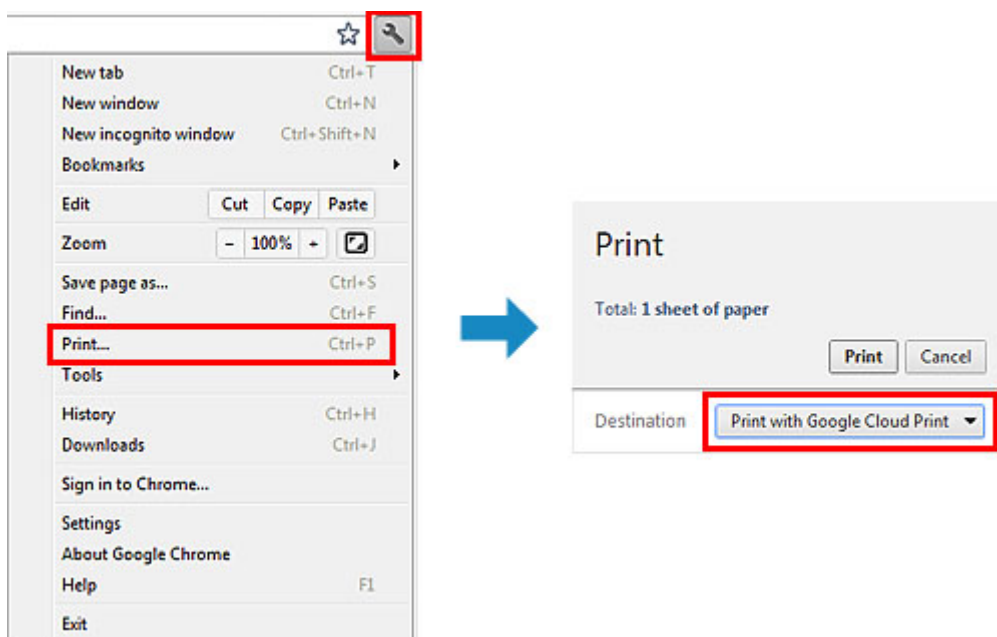 New tab Ctrl+T
New window Ctrl+N
New incognito window Ctrl+Shift+N
Bookmarks
Edit Cut Copy Paste
Zoom - 100% +
Save page as... Ctrl+S
Find... Ctrl+F
Print... Ctrl+P
Tools
History Ctrl+H
Downloads Ctrl+J
Sign in to Chrome...
Settings
About Google Chrome
Help F1
Exit
Print
Total: 1 sheet of paper
Print Cancel
Destination Print with Google Cloud Print